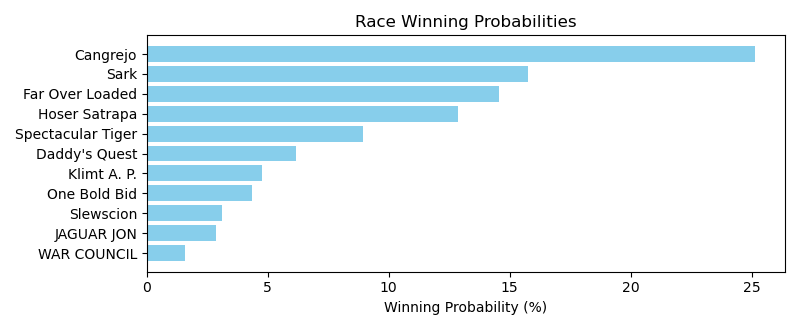 Race Winning Probabilities
Cangrejo
Sark
Far Over Loaded
Hoser Satrapa
Spectacular Tiger
Daddy's Quest
Klimt A. P.
One Bold Bid
Slewscion
JAGUAR JON
WAR COUNCIL
0 5 10 15 20 25
Winning Probability (%)